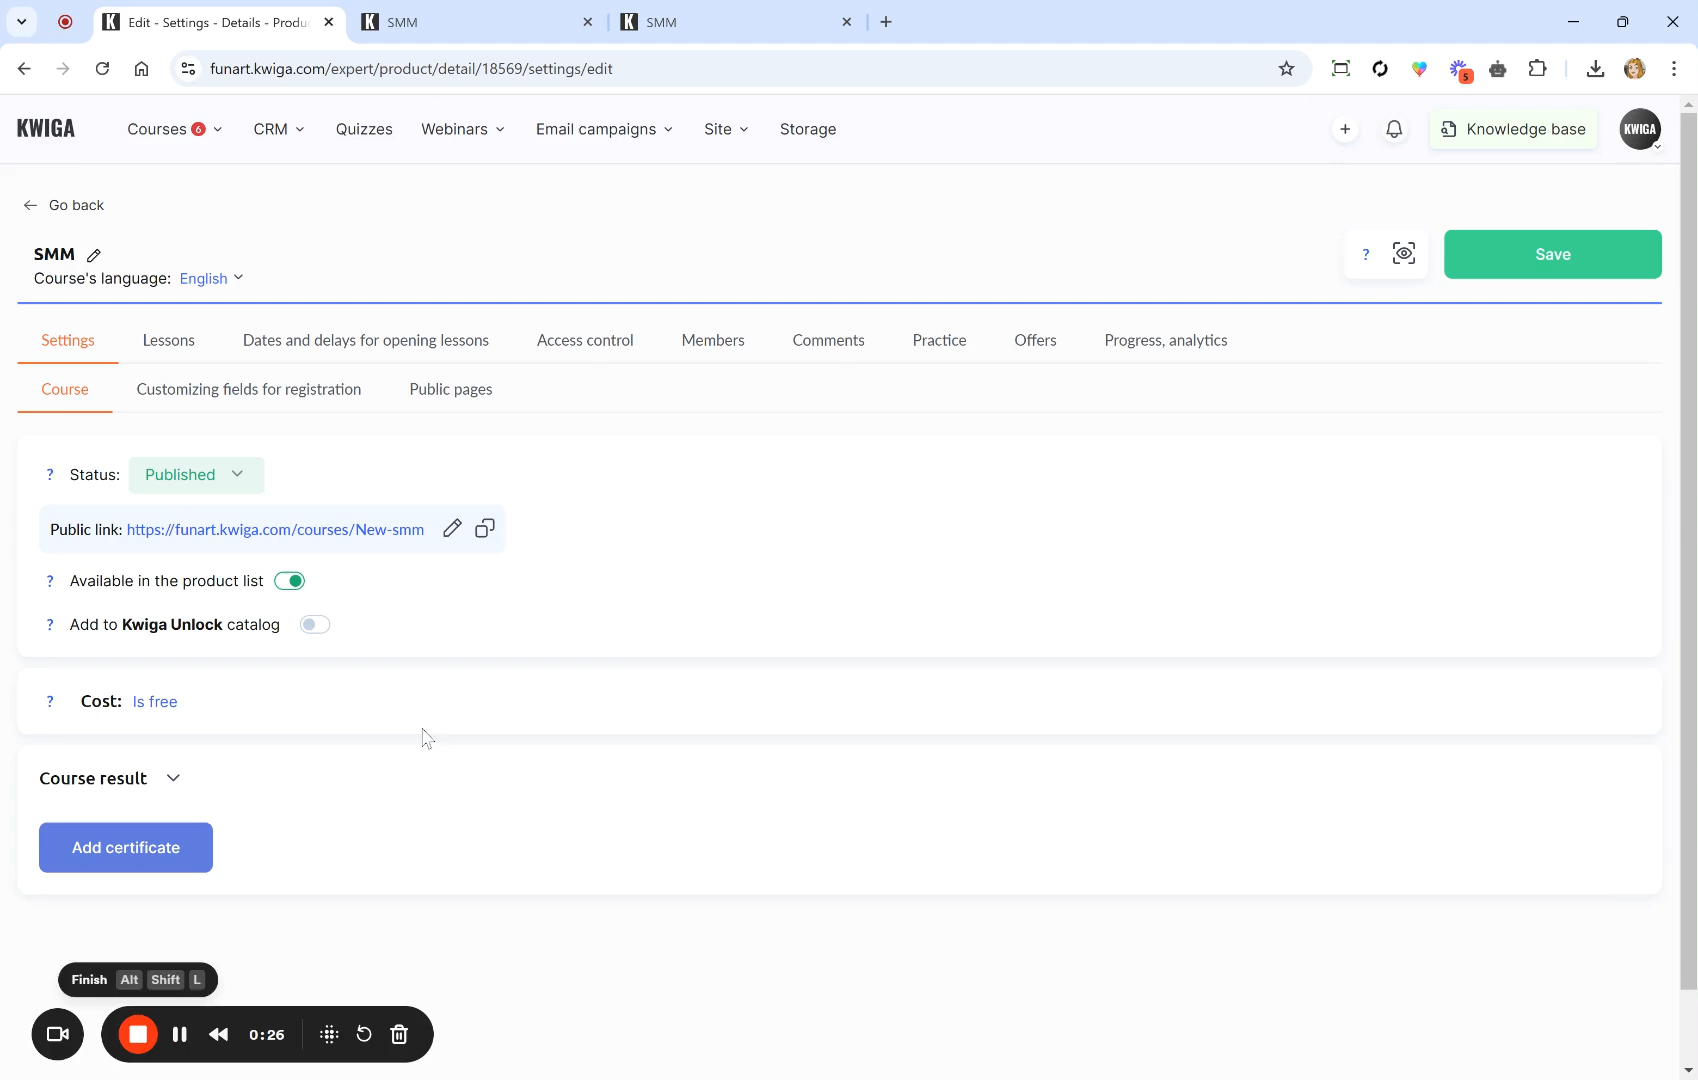 Edit - Settings - Details - Produ
SMM
SMM
funart.kwiga.com/expert/product/detail/18569/settings/edit
5
KWIGA
Courses 6
CRM
Quizzes
Webinars
Email campaigns
Site
Storage
Knowledge base
KWIGA
Go back
SMM
Course's language: English
?
Save
Settings
Lessons
Dates and delays for opening lessons
Access control
Members
Comments
Practice
Offers
Progress, analytics
Course
Customizing fields for registration
Public pages
? Status: Published
Public link: https://funart.kwiga.com/courses/New-smm
? Available in the product list
? Add to Kwiga Unlock catalog
? Cost: Is free
Course result
Add certificate
Finish Alt Shift L
0:26